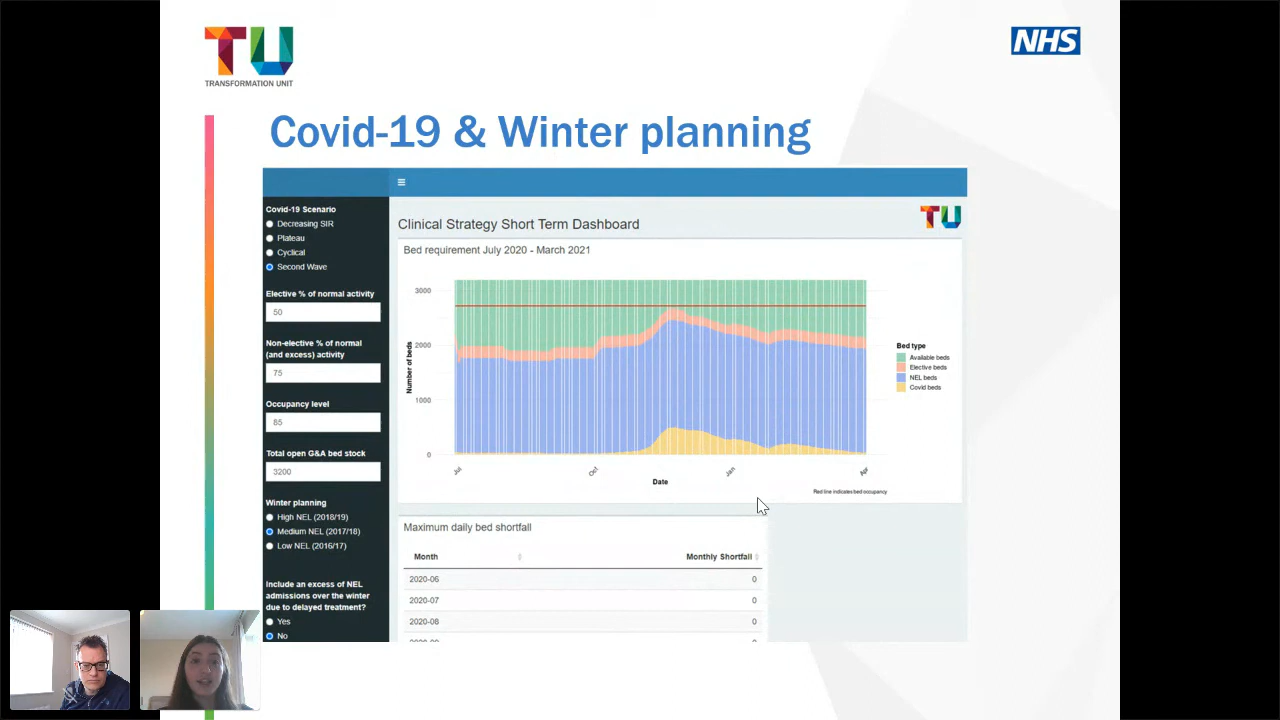 TU
TRANSFORMATION UNIT
NHS
Covid-19 & Winter planning
Covid-19 Scenario
Decreasing SIR
Plateau
Cyclical
Second Wave
Elective % of normal activity
50
Non-elective % of normal
(and excess) activity
75
Occupancy level
85
Total open G&A bed stock
3200
Winter planning
High NEL (2018/19)
Medium NEL (2017/18)
Low NEL (2016/17)
Include an excess of NEL
admissions over the winter
due to delayed treatment?
Yes
No
Clinical Strategy Short Term Dashboard
TU
Bed requirement July 2020 - March 2021
Number of beds
3000
2000
1000
0
Jul
Oct
Jan
Apr
Date
Bed type
Available beds
Elective beds
NEL beds
Covid beds
Red line indicates bed occupancy
Maximum daily bed shortfall
Month Monthly Shortfall
2020-06 0
2020-07 0
2020-08 0